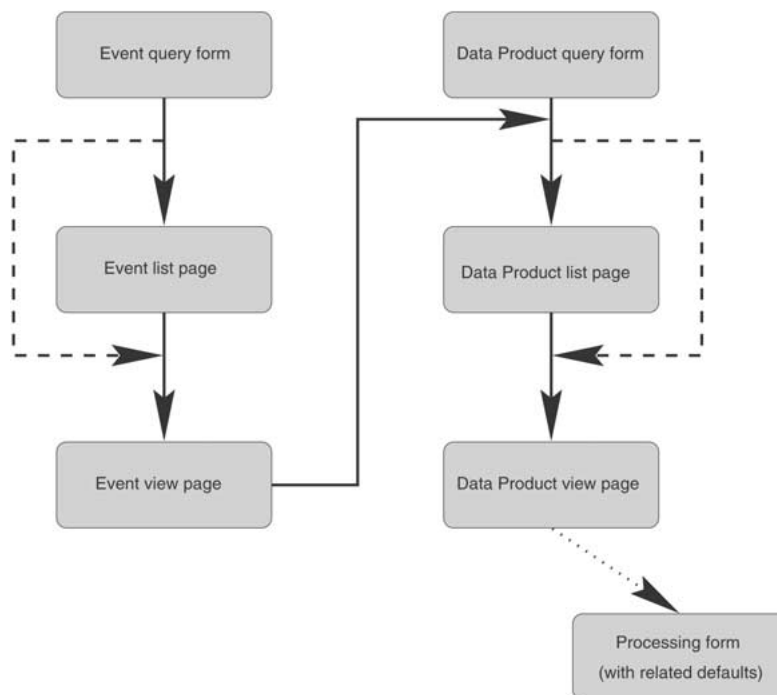 Event query form
Data Product query form
Event list page
Data Product list page
Event view page
Data Product view page
Processing form
(with related defaults)